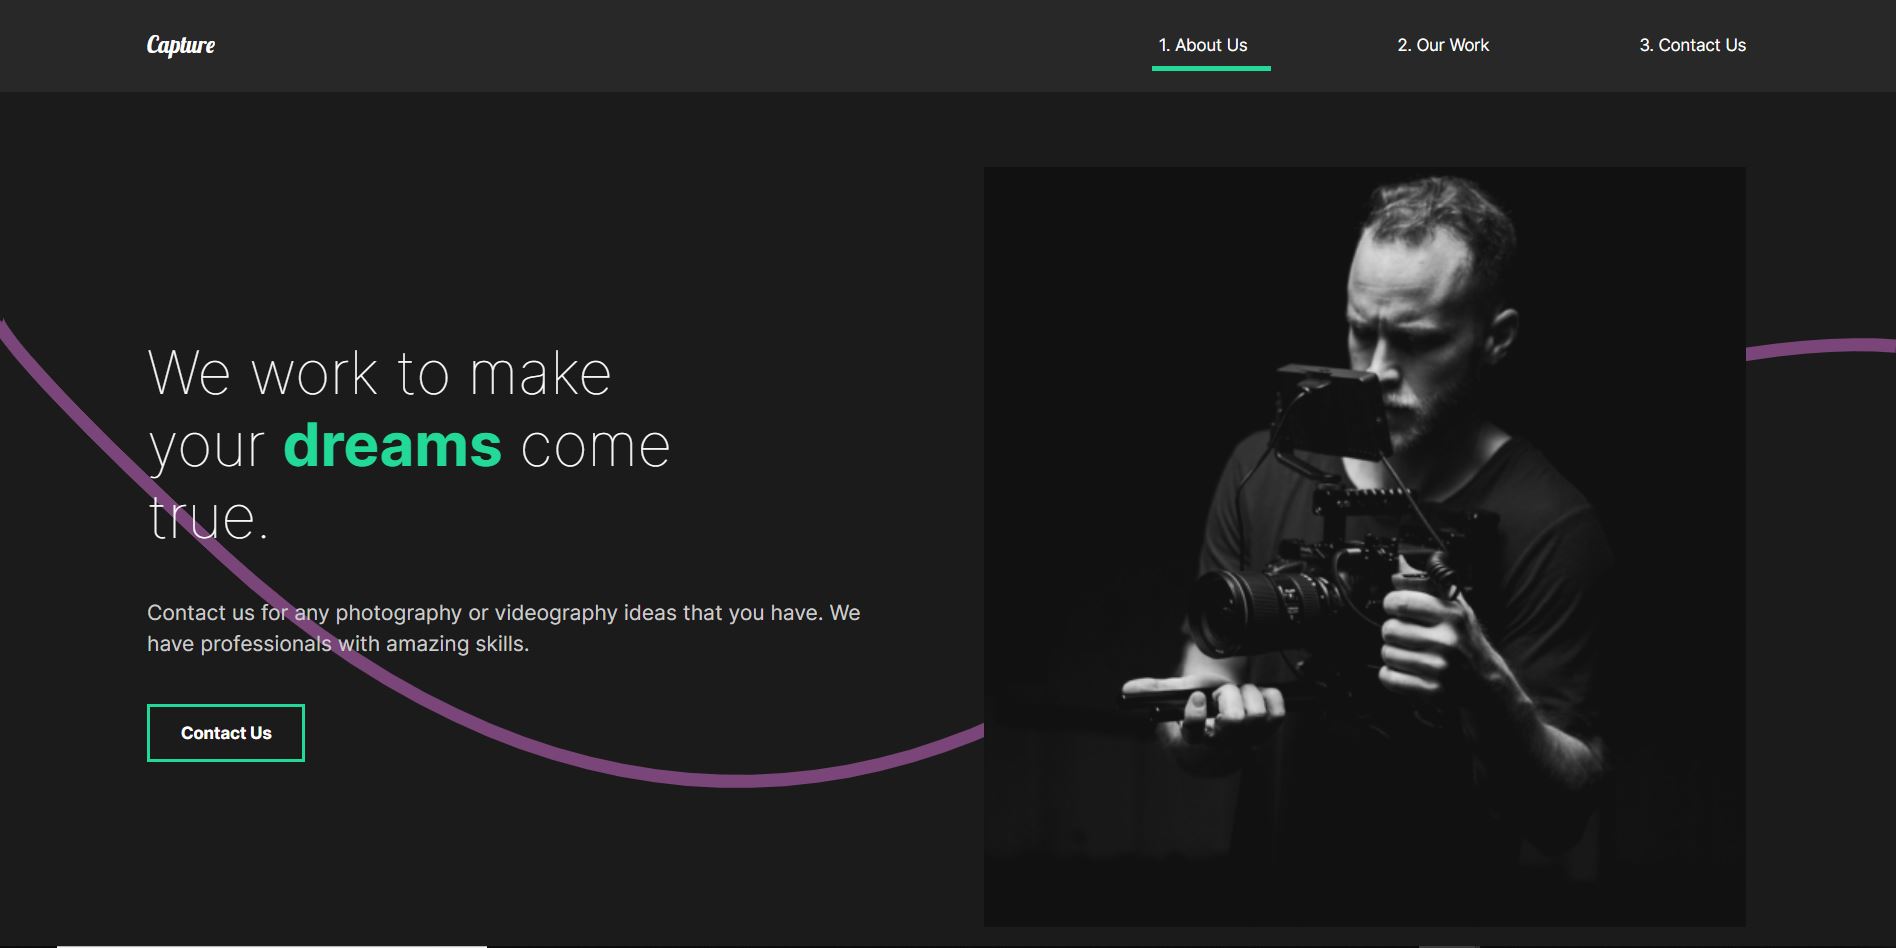 Capture
1. About Us
2. Our Work
3. Contact Us
We work to make
your dreams come
true.
Contact us for any photography or videography ideas that you have. We
have professionals with amazing skills.
Contact Us